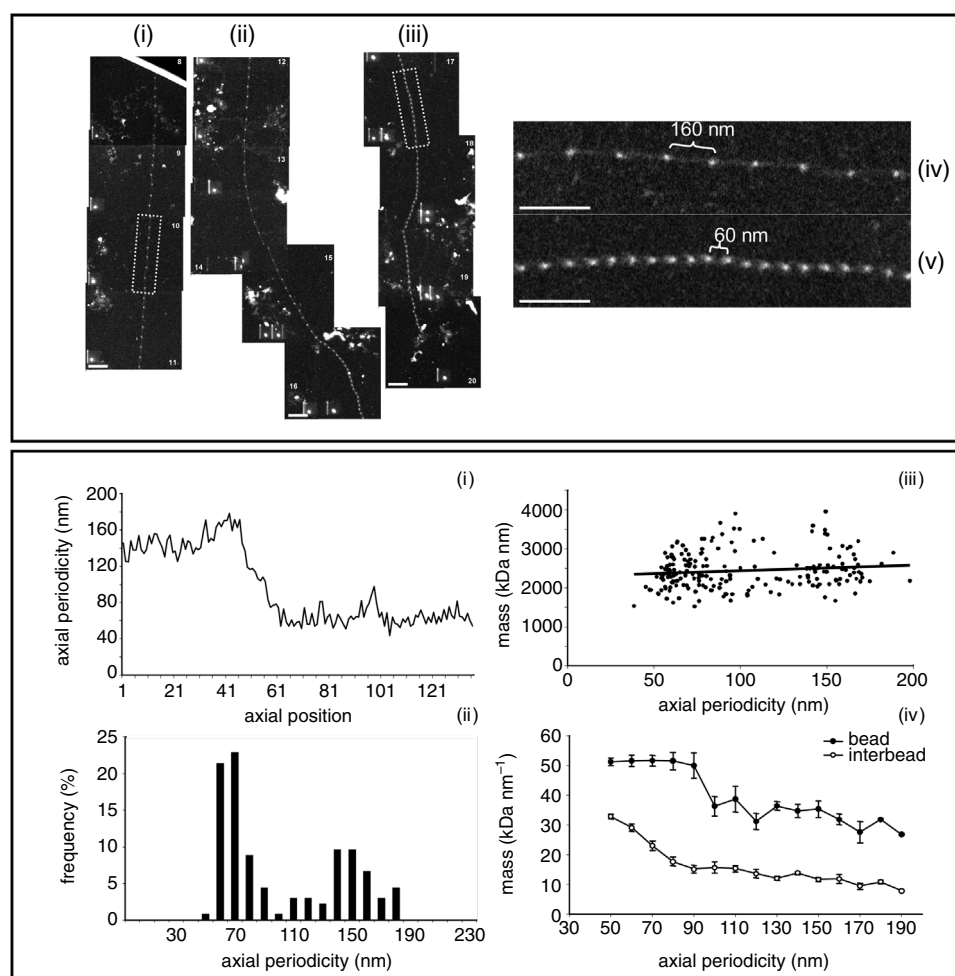 (i)
(ii)
(iii)
8
9
10
11
12
13
14
15
16
17
18
19
20
160 nm
(iv)
60 nm
(v)
(i)
axial periodicity (nm)
200
160
120
80
40
0
1 21 41 61 81 101 121
axial position
(ii)
frequency (%)
25
20
15
10
5
0
30 70 110 150 190 230
axial periodicity (nm)
(iii)
mass (kDa nm)
4000
3000
2000
1000
0
0 50 100 150 200
axial periodicity (nm)
(iv)
bead
interbead
mass (kDa nm⁻¹)
60
50
40
30
20
10
0
30 50 70 90 110 130 150 170 190
axial periodicity (nm)